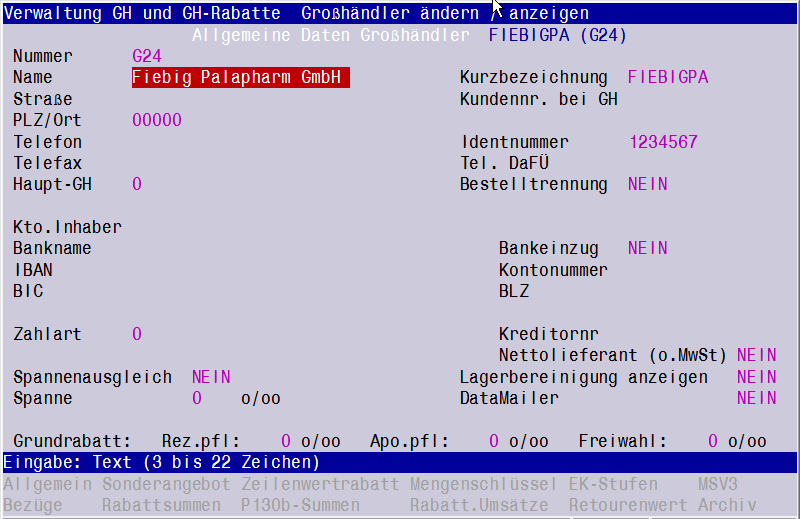 Verwaltung GH und GH-Rabatte Großhändler ändern / anzeigen
Allgemeine Daten Großhändler FIEBIGPA (G24)
Nummer G24
Name Fiebig Palapharm GmbH Kurzbezeichnung FIEBIGPA
Straße Kundennr. bei GH
PLZ/Ort 00000
Telefon Identnummer 1234567
Telefax Tel. DaFÜ
Haupt-GH 0 Bestelltrennung NEIN
Kto.Inhaber
Bankname Bankeinzug NEIN
IBAN Kontonummer
BIC BLZ
Zahlart 0 Kreditornr
Nettolieferant (o.MwSt) NEIN
Spannenausgleich NEIN Lagerbereinigung anzeigen NEIN
Spanne 0 o/oo DataMailer NEIN
Grundrabatt: Rez.pfl: 0 o/oo Apo.pfl: 0 o/oo Freiwahl: 0 o/oo
Eingabe: Text (3 bis 22 Zeichen)
Allgemein Sonderangebot Zeilenwertrabatt Mengenschlüssel EK-Stufen MSV3
Bezüge Rabattsummen P130b-Summen Rabatt.Umsätze Retourenwert Archiv